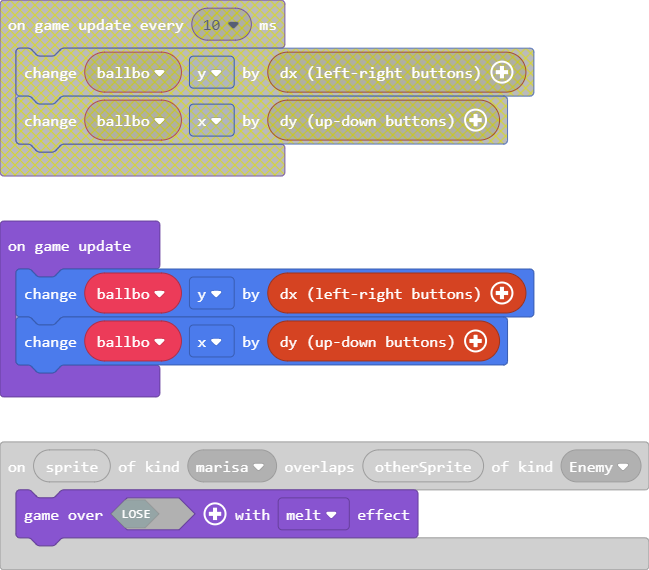 on game update every 10 ms
change ballbo y by dx (left-right buttons)
change ballbo x by dy (up-down buttons)
on game update
change ballbo y by dx (left-right buttons)
change ballbo x by dy (up-down buttons)
on sprite of kind marisa overlaps otherSprite of kind Enemy
game over LOSE with melt effect